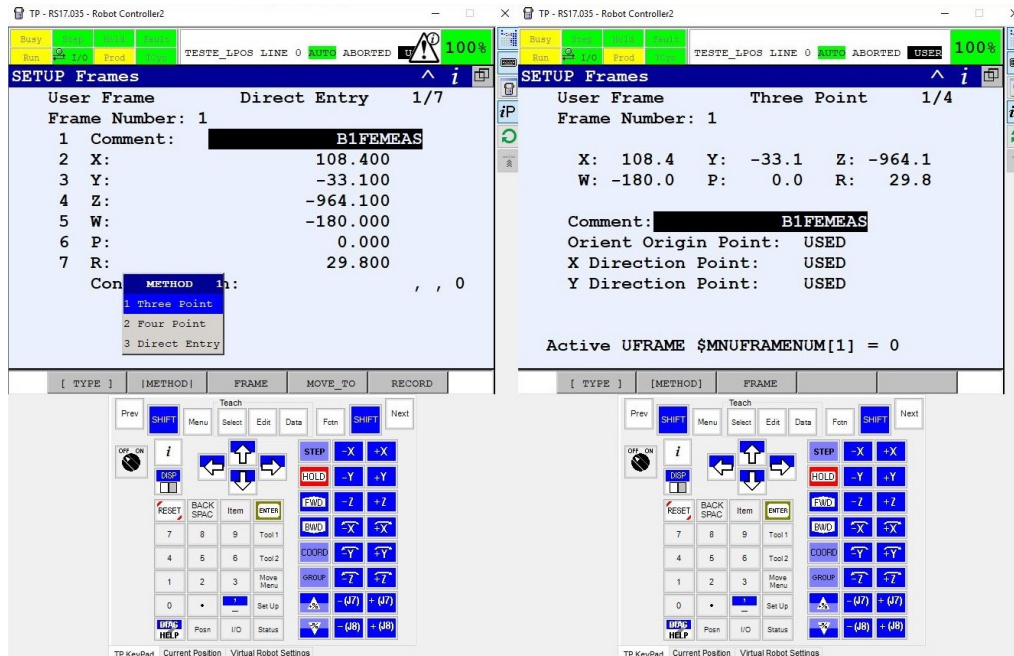 TP - RS17.035 - Robot Controller2
Busy Step Hold Fault
Run I/O Prod TCyc
TESTE_LPOS LINE 0 AUTO ABORTED
100%
SETUP Frames
i
User Frame Direct Entry 1/7
Frame Number: 1
1 Comment: B1FEMEAS
2 X: 108.400
3 Y: -33.100
4 Z: -964.100
5 W: -180.000
6 P: 0.000
7 R: 29.800
Con : , , 0
METHOD 1
1 Three Point
2 Four Point
3 Direct Entry
[ TYPE ] |METHOD| FRAME MOVE_TO RECORD
Teach
Prev SHIFT Menu Select Edit Data Fctn SHIFT Next
OFF ON i STEP -X +X
DISP HOLD -Y +Y
RESET BACK SPAC Item ENTER FWD -Z +Z
7 8 9 Tool 1 BWD -X +X
4 5 6 Tool 2 COORD -Y +Y
1 2 3 Move Menu GROUP -Z +Z
0 . , _ Set Up -% -(J7) +(J7)
DIAG HELP Posn I/O Status -(J8) +(J8)
TP KeyPad Current Position Virtual Robot Settings
iP
TP - RS17.035 - Robot Controller2
Busy Step Hold Fault
Run I/O Prod TCyc
TESTE_LPOS LINE 0 AUTO ABORTED USER
100%
SETUP Frames
i
User Frame Three Point 1/4
Frame Number: 1
X: 108.4 Y: -33.1 Z: -964.1
W: -180.0 P: 0.0 R: 29.8
Comment: B1FEMEAS
Orient Origin Point: USED
X Direction Point: USED
Y Direction Point: USED
Active UFRAME $MNUFRAMENUM[1] = 0
[ TYPE ] [METHOD] FRAME
Teach
Prev SHIFT Menu Select Edit Data Fctn SHIFT Next
OFF ON i STEP -X +X
DISP HOLD -Y +Y
RESET BACK SPAC Item ENTER FWD -Z +Z
7 8 9 Tool 1 BWD -X +X
4 5 6 Tool 2 COORD -Y +Y
1 2 3 Move Menu GROUP -Z +Z
0 . , _ Set Up -(J7) +(J7)
DIAG HELP Posn I/O Status -(J8) +(J8)
TP KeyPad Current Position Virtual Robot Settings